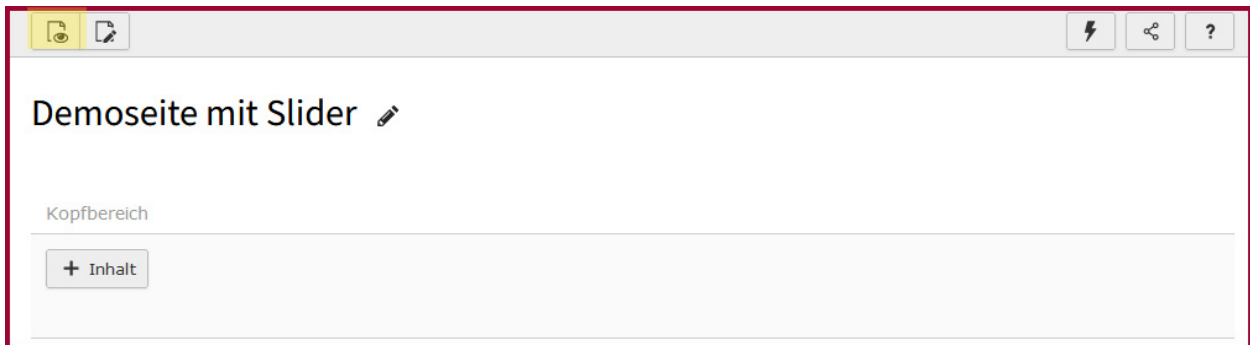 ?
Demoseite mit Slider
Kopfbereich
+ Inhalt